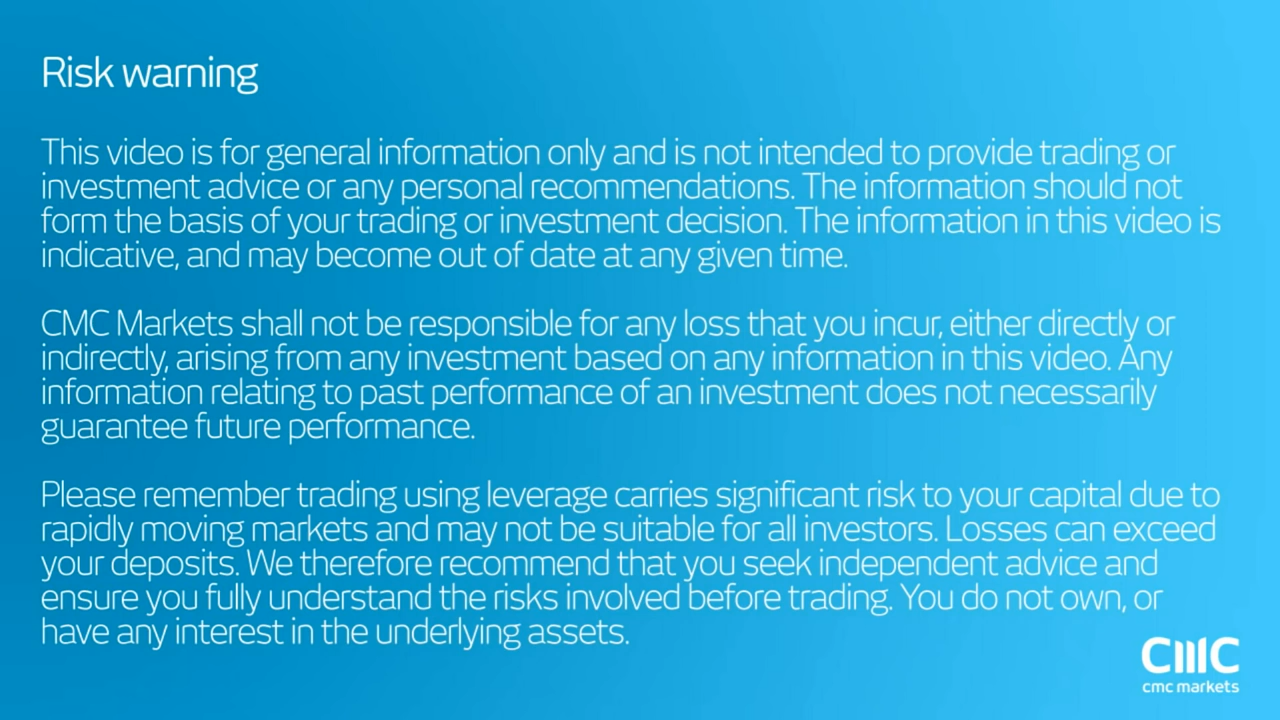 Risk warning
This video is for general information only and is not intended to provide trading or
investment advice or any personal recommendations. The information should not
form the basis of your trading or investment decision. The information in this video is
indicative, and may become out of date at any given time.
CMC Markets shall not be responsible for any loss that you incur, either directly or
indirectly, arising from any investment based on any information in this video. Any
information relating to past performance of an investment does not necessarily
guarantee future performance.
Please remember trading using leverage carries significant risk to your capital due to
rapidly moving markets and may not be suitable for all investors. Losses can exceed
your deposits. We therefore recommend that you seek independent advice and
ensure you fully understand the risks involved before trading. You do not own, or
have any interest in the underlying assets.
CMC
cmc markets